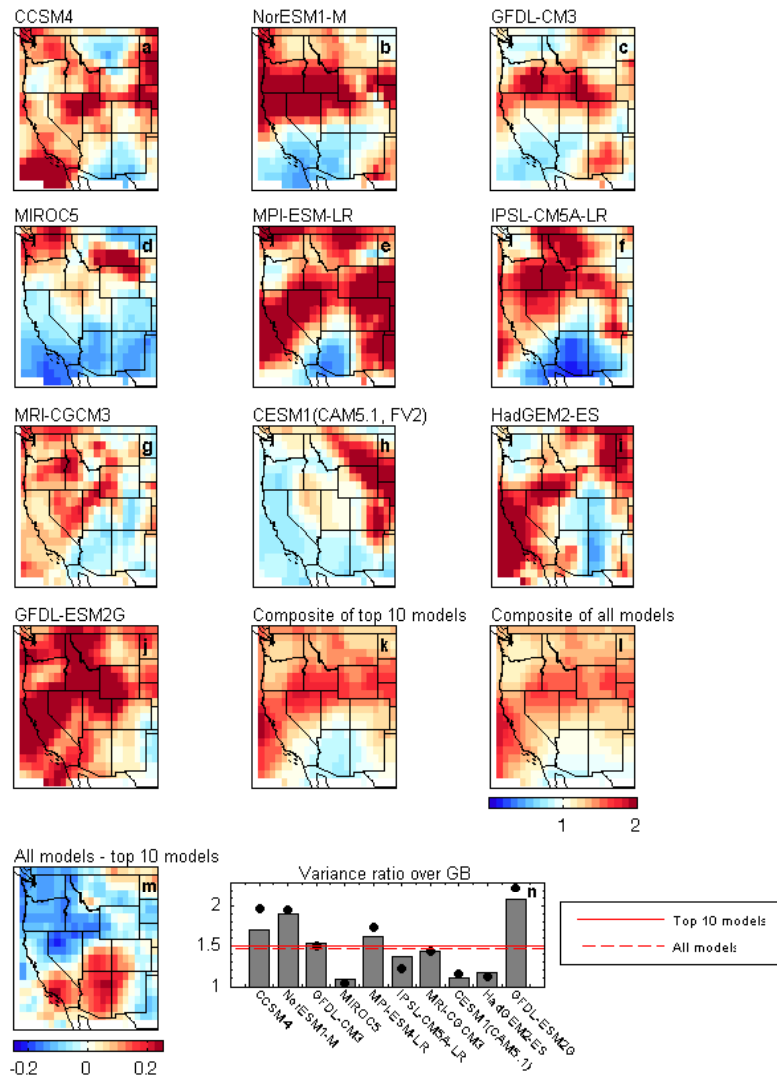 CCSM4 NorESM1-M GFDL-CM3
a b c
MIROC5 MPI-ESM-LR IPSL-CM5A-LR
d e f
MRI-CGCM3 CESM1(CAM5.1, FV2) HadGEM2-ES
g h i
GFDL-ESM2G Composite of top 10 models Composite of all models
j k l
1 2
All models - top 10 models
m
-0.2 0 0.2
Variance ratio over GB
n
2
1.5
1
CCSM4
NorESM1-M
GFDL-CM3
MIROC5
MPI-ESM-LR
IPSL-CM5A-LR
MRI-CGCM3
CESM1(CAM5.1)
HadGEM2-ES
GFDL-ESM2G
Top 10 models
All models